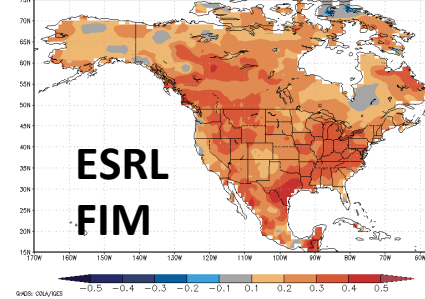 75N
70N
65N
60N
55N
50N
45N
40N
35N
30N
25N
20N
15N
170W 160W 150W 140W 130W 120W 110W 100W 90W 80W 70W 60W
ESRL
FIM
-0.5 -0.4 -0.3 -0.2 -0.1 0.1 0.2 0.3 0.4 0.5
GrADS: COLA/IGES